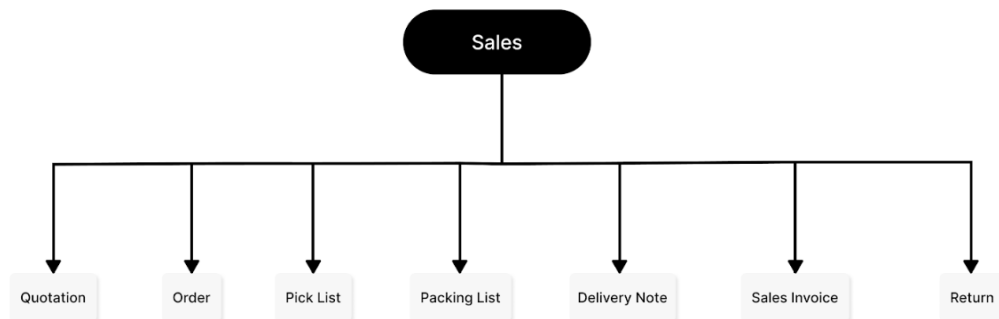 Sales
Quotation
Order
Pick List
Packing List
Delivery Note
Sales Invoice
Return